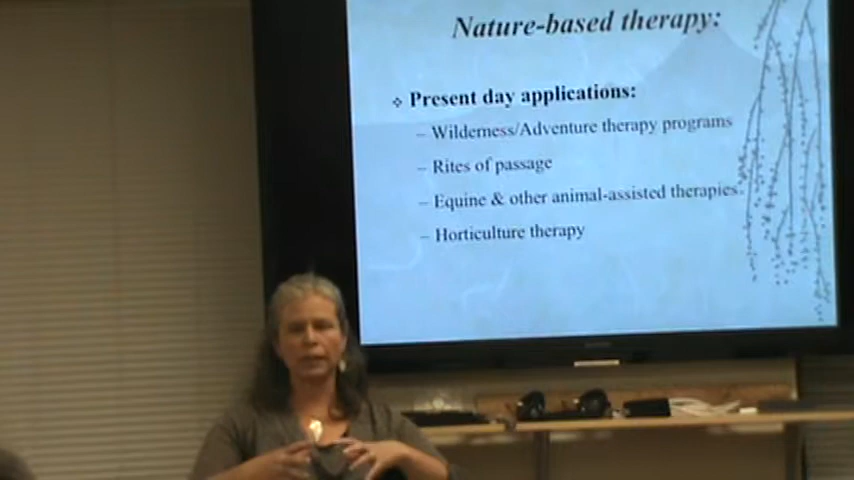 Nature-based therapy:
❖ Present day applications:
– Wilderness/Adventure therapy programs
– Rites of passage
– Equine & other animal-assisted therapies
– Horticulture therapy